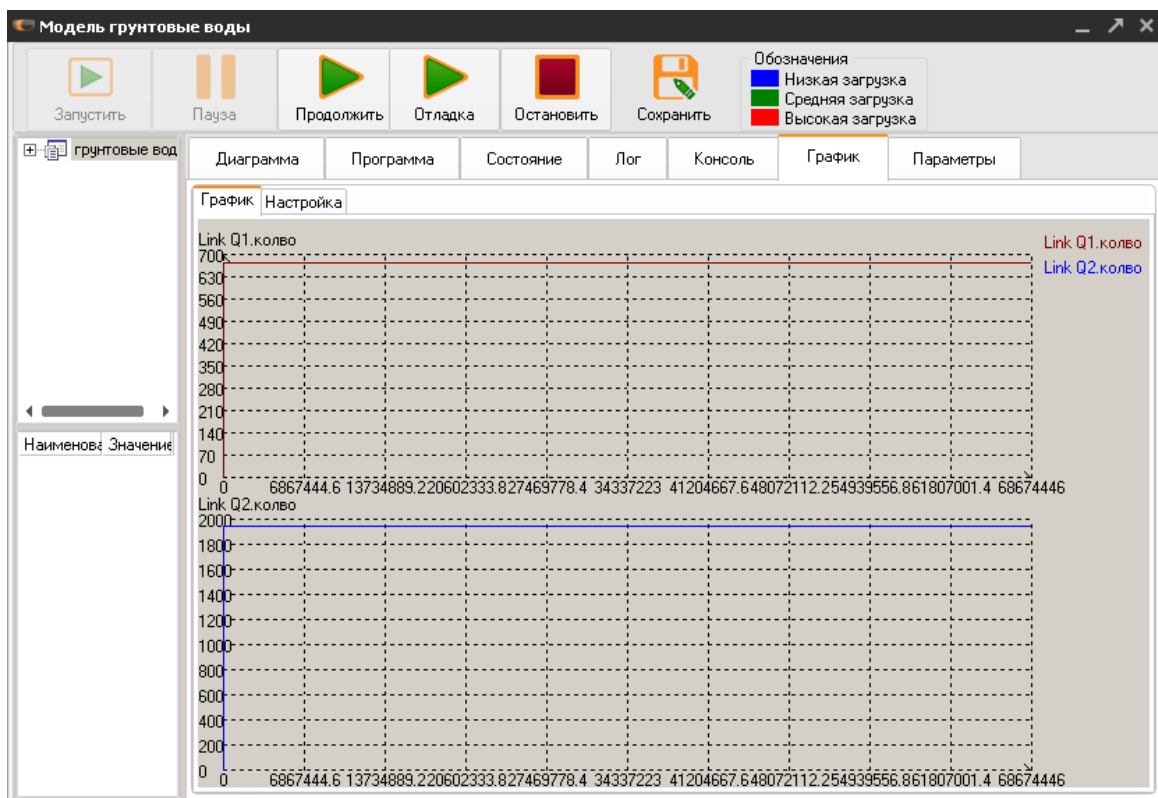 Модель грунтовые воды
Запустить
Пауза
Продолжить
Отладка
Остановить
Сохранить
Обозначения
Низкая загрузка
Средняя загрузка
Высокая загрузка
грунтовые вод
Наименова Значение
Диаграмма
Программа
Состояние
Лог
Консоль
График
Параметры
График
Настройка
Link Q1.колво
Link Q1.колво
Link Q2.колво
700
630
560
490
420
350
280
210
140
70
0
0 6867444.6 13734889.220602333.827469778.4 34337223 41204667.648072112.254939556.861807001.4 68674446
Link Q2.колво
2000
1800
1600
1400
1200
1000
800
600
400
200
0
0 6867444.6 13734889.220602333.827469778.4 34337223 41204667.648072112.254939556.861807001.4 68674446